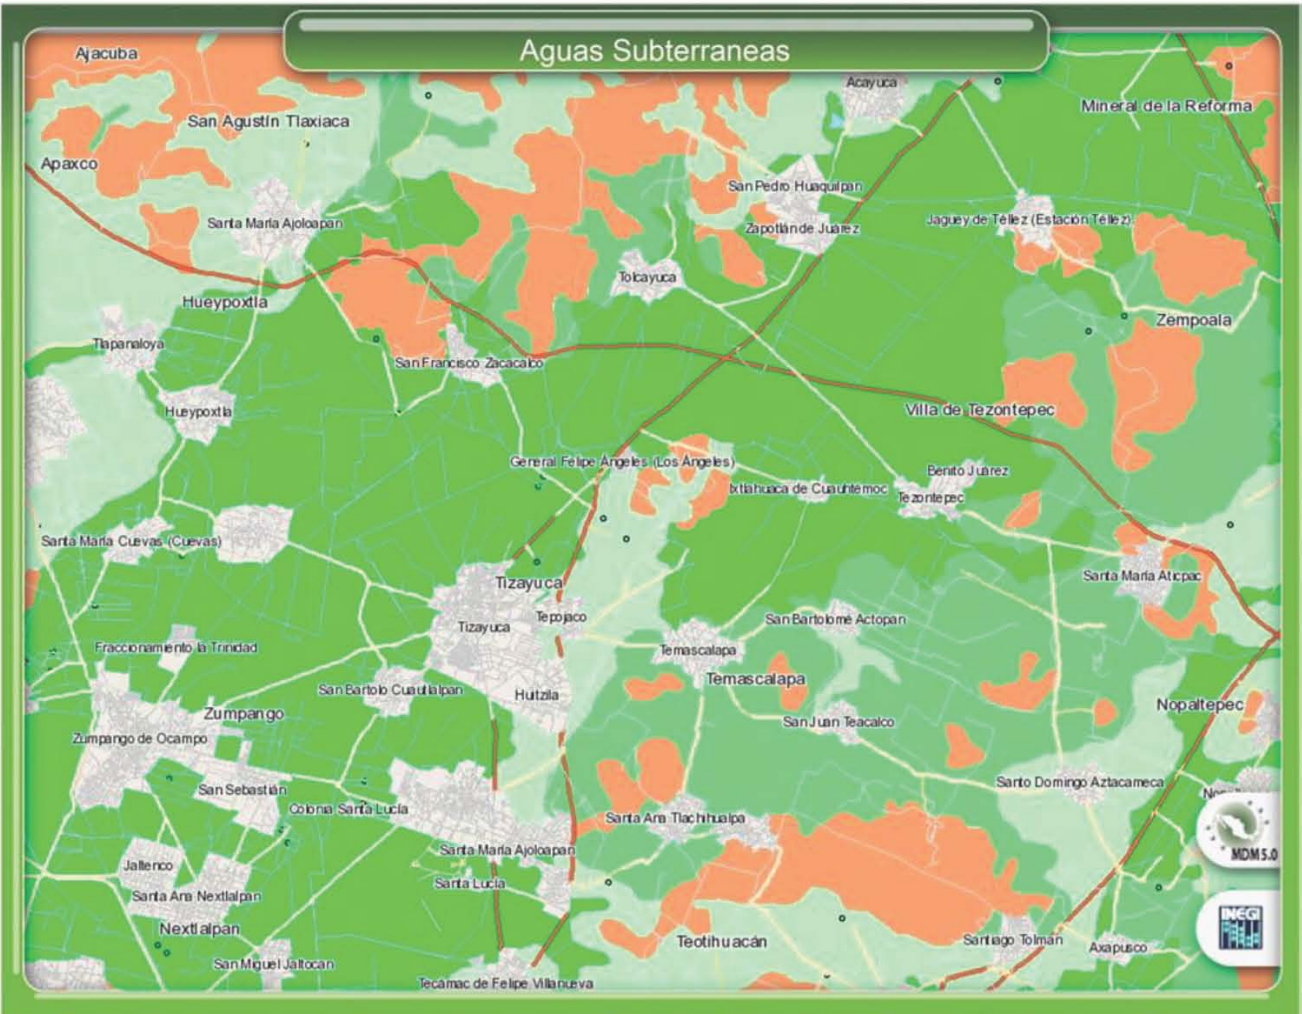 Aguas Subterraneas
Ajacuba
Acayuca
Mineral de la Reforma
San Agustín Tlaxiaca
Apaxco
San Pedro Huaquilpan
Santa María Ajoloapan
Zapotlán de Juárez
Jaguey de Téllez (Estación Téllez)
Tolcayuca
Hueypoxtla
Zempoala
Tlapanaloya
San Francisco Zacacalco
Hueypoxtla
Villa de Tezontepec
General Felipe Ángeles (Los Ángeles)
Benito Juárez
Ixtlahuaca de Cuauhtémoc
Tezontepec
Santa María Cuevas (Cuevas)
Tizayuca
Santa María Aticpac
Tepojaco
Tizayuca
San Bartolomé Actopan
Fraccionamiento la Trinidad
Temascalapa
Temascalapa
San Bartolo Cuautlalpan
Huitzila
Nopaltepec
Zumpango
San Juan Teacalco
Zumpango de Ocampo
Santo Domingo Aztacameca
San Sebastián
Colonia Santa Lucía
Santa Ana Tlachihualpa
Santa María Ajoloapan
MDM 5.0
Jaltenco
Santa Lucía
Santa Ana Nextlalpan
INEGI
Nextlalpan
Teotihuacán
Santiago Tolmán
Axapusco
San Miguel Jaltocan
Tecámac de Felipe Villanueva